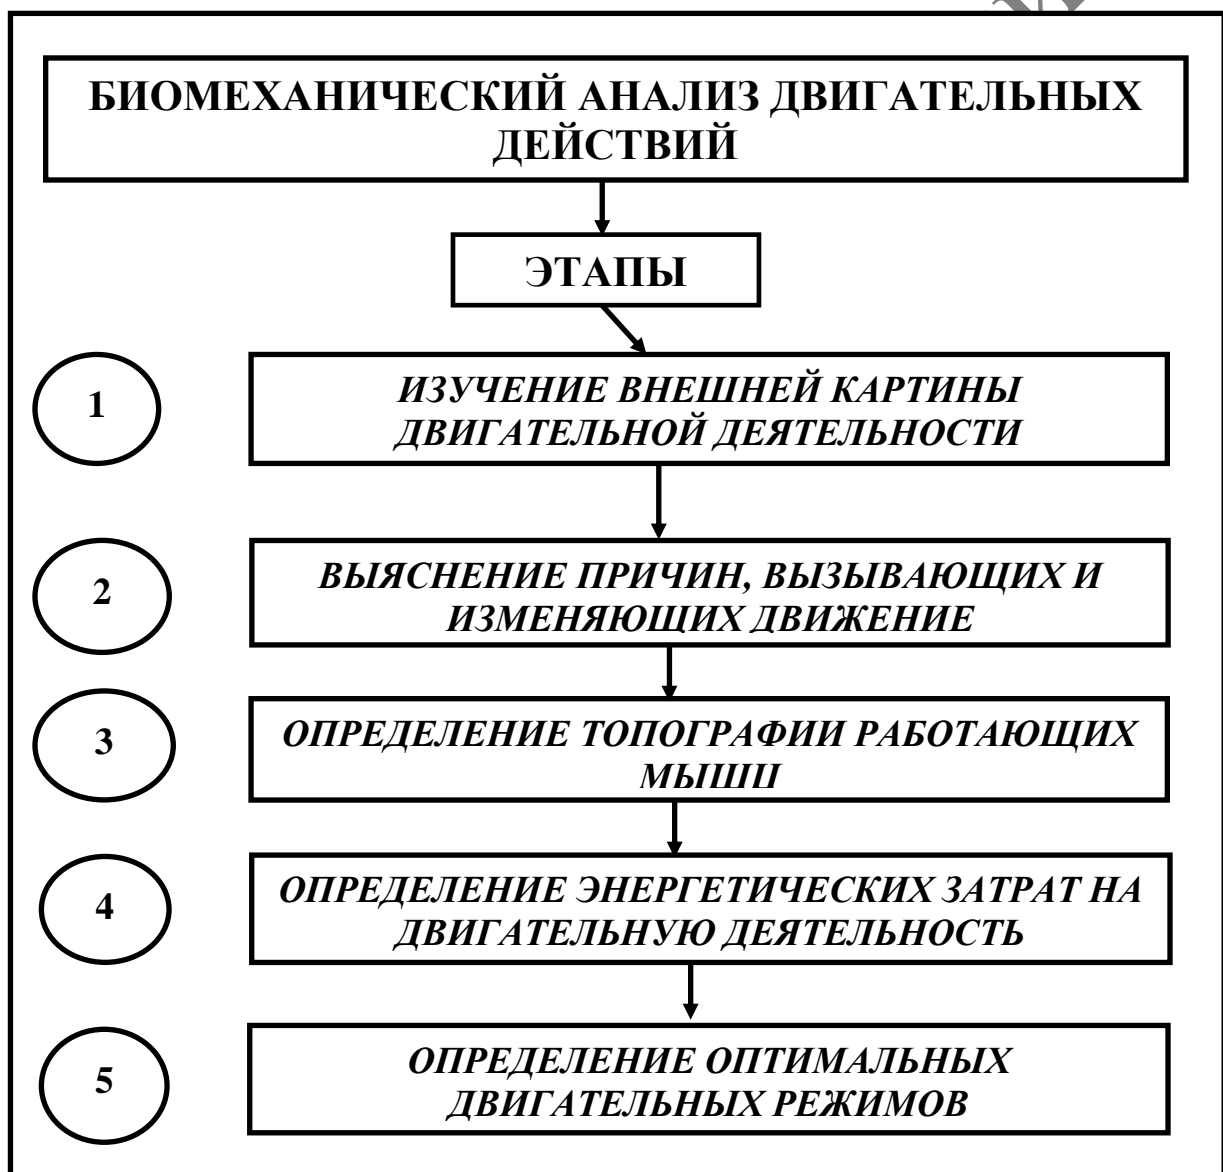 БИОМЕХАНИЧЕСКИЙ АНАЛИЗ ДВИГАТЕЛЬНЫХ
ДЕЙСТВИЙ
ЭТАПЫ
1
ИЗУЧЕНИЕ ВНЕШНЕЙ КАРТИНЫ
ДВИГАТЕЛЬНОЙ ДЕЯТЕЛЬНОСТИ
2
ВЫЯСНЕНИЕ ПРИЧИН, ВЫЗЫВАЮЩИХ И
ИЗМЕНЯЮЩИХ ДВИЖЕНИЕ
3
ОПРЕДЕЛЕНИЕ ТОПОГРАФИИ РАБОТАЮЩИХ
МЫШЦ
4
ОПРЕДЕЛЕНИЕ ЭНЕРГЕТИЧЕСКИХ ЗАТРАТ НА
ДВИГАТЕЛЬНУЮ ДЕЯТЕЛЬНОСТЬ
5
ОПРЕДЕЛЕНИЕ ОПТИМАЛЬНЫХ
ДВИГАТЕЛЬНЫХ РЕЖИМОВ